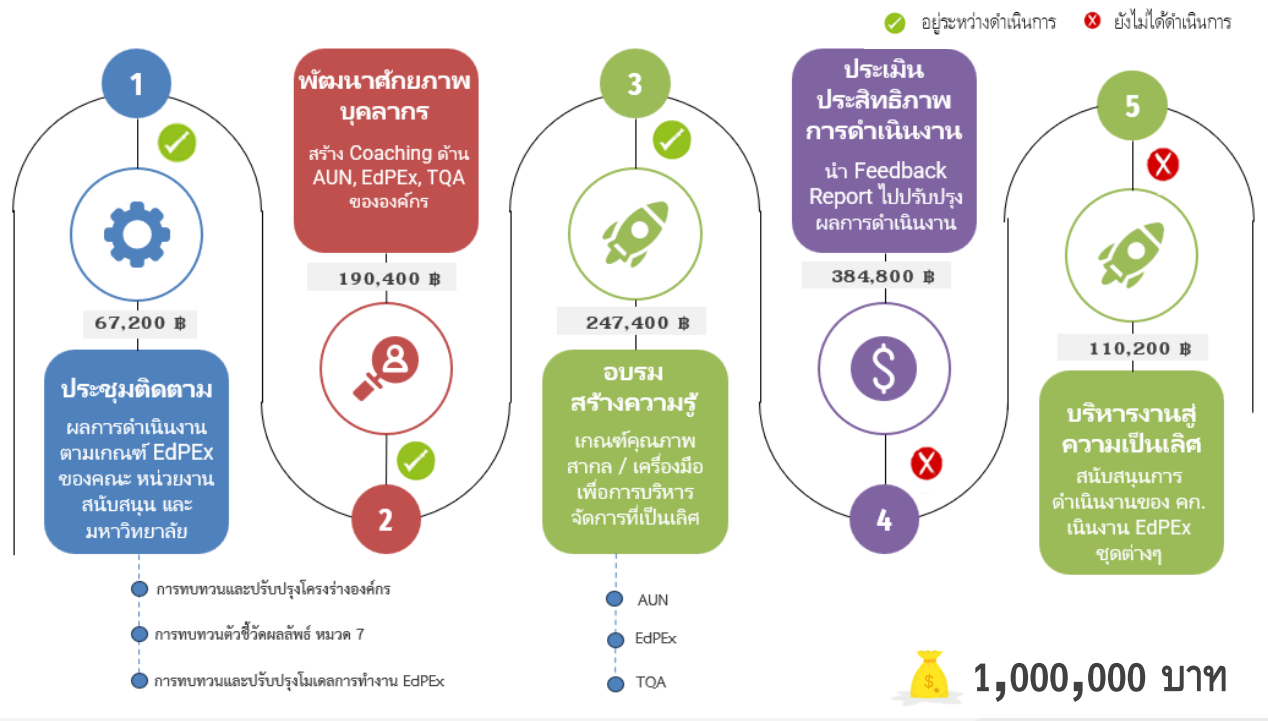 อยู่ระหว่างดำเนินการ
ยังไม่ได้ดำเนินการ
1
67,200 ฿
ประชุมติดตาม
ผลการดำเนินงาน
ตามเกณฑ์ EdPEx
ของคณะ หน่วยงาน
สนับสนุน และ
มหาวิทยาลัย
การทบทวนและปรับปรุงโครงร่างองค์กร
การทบทวนตัวชี้วัดผลลัพธ์ หมวด 7
การทบทวนและปรับปรุงโมเดลการทำงาน EdPEx
พัฒนาศักยภาพ
บุคลากร
สร้าง Coaching ด้าน
AUN, EdPEx, TQA
ขององค์กร
190,400 ฿
2
3
247,400 ฿
อบรม
สร้างความรู้
เกณฑ์คุณภาพ
สากล / เครื่องมือ
เพื่อการบริหาร
จัดการที่เป็นเลิศ
AUN
EdPEx
TQA
ประเมิน
ประสิทธิภาพ
การดำเนินงาน
นำ Feedback
Report ไปปรับปรุง
ผลการดำเนินงาน
384,800 ฿
4
5
110,200 ฿
บริหารงานสู่
ความเป็นเลิศ
สนับสนุนการ
ดำเนินงานของ คก.
เนินงาน EdPEx
ชุดต่างๆ
1,000,000 บาท